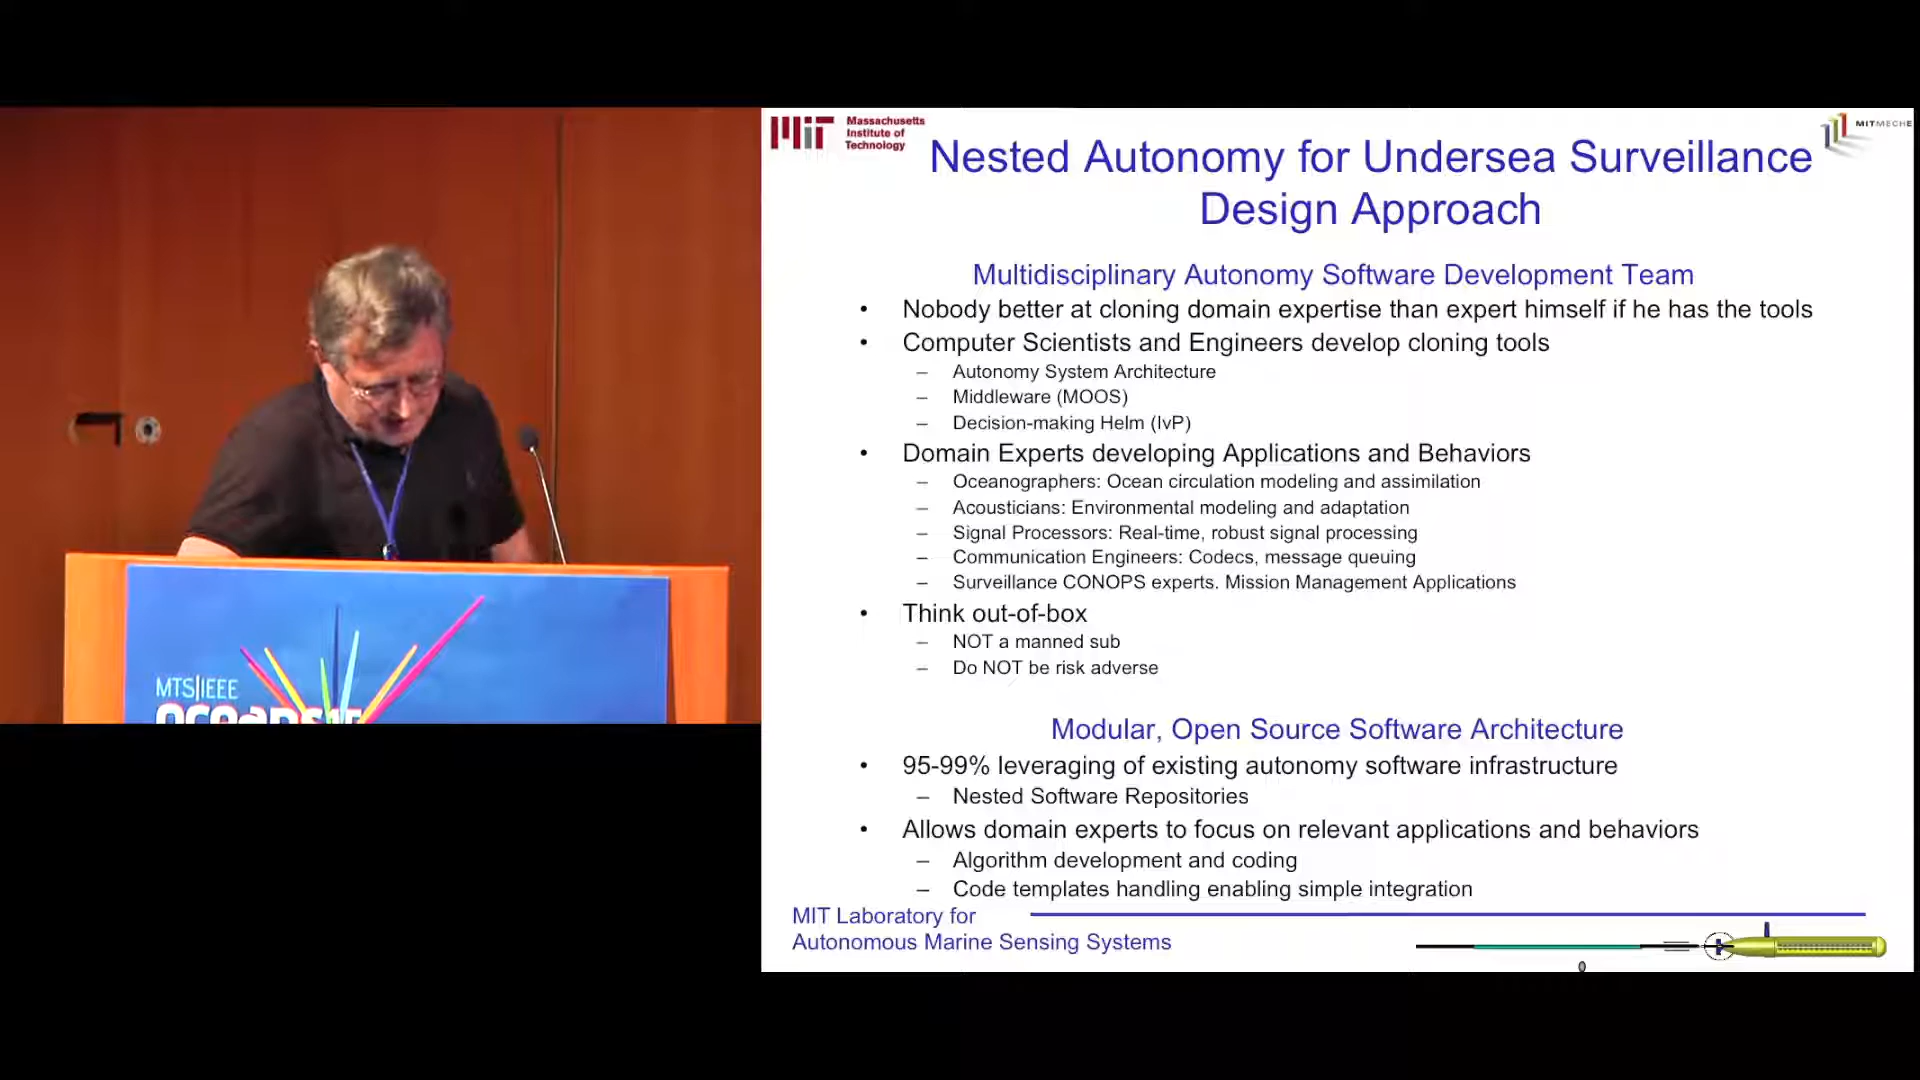 MTS|IEEE
Massachusetts
Institute of
Technology
MITMECHE
Nested Autonomy for Undersea Surveillance
Design Approach
Multidisciplinary Autonomy Software Development Team
• Nobody better at cloning domain expertise than expert himself if he has the tools
• Computer Scientists and Engineers develop cloning tools
– Autonomy System Architecture
– Middleware (MOOS)
– Decision-making Helm (IvP)
• Domain Experts developing Applications and Behaviors
– Oceanographers: Ocean circulation modeling and assimilation
– Acousticians: Environmental modeling and adaptation
– Signal Processors: Real-time, robust signal processing
– Communication Engineers: Codecs, message queuing
– Surveillance CONOPS experts. Mission Management Applications
• Think out-of-box
– NOT a manned sub
– Do NOT be risk adverse
Modular, Open Source Software Architecture
• 95-99% leveraging of existing autonomy software infrastructure
– Nested Software Repositories
• Allows domain experts to focus on relevant applications and behaviors
– Algorithm development and coding
– Code templates handling enabling simple integration
MIT Laboratory for
Autonomous Marine Sensing Systems